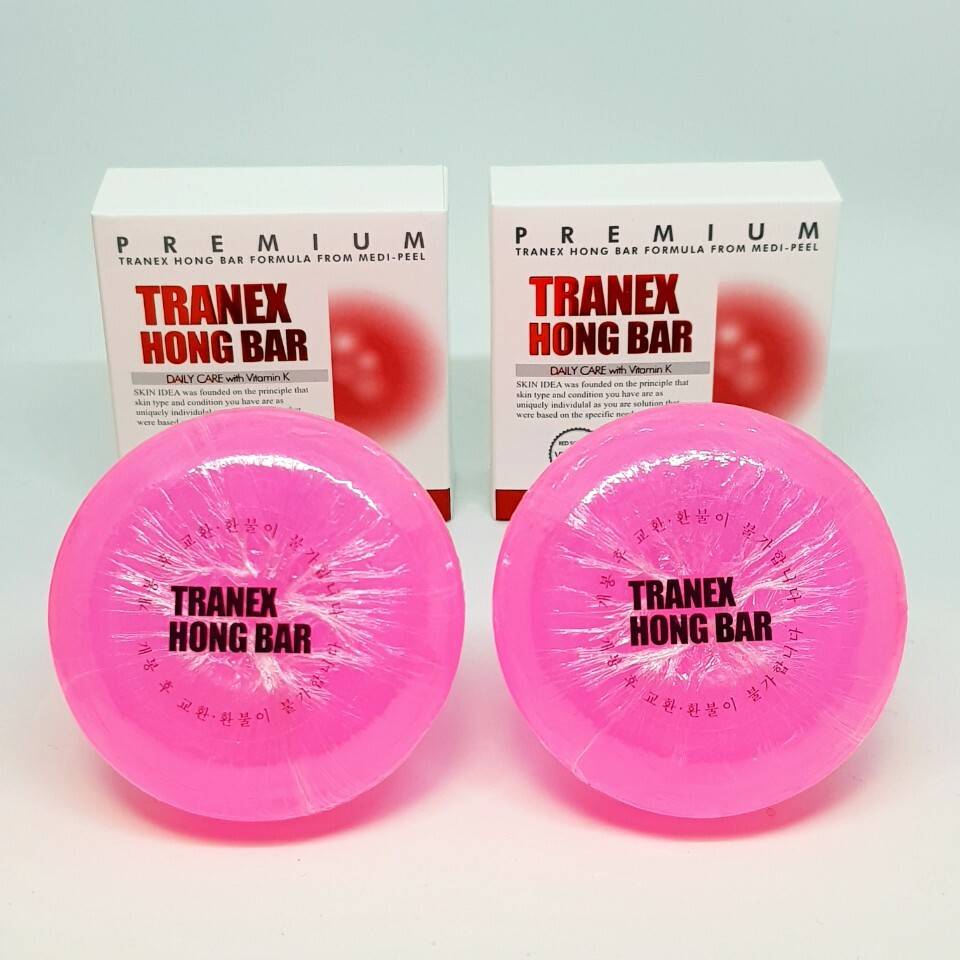 PREMIUM
TRANEX HONG BAR FORMULA FROM MEDI-PEEL
TRANEX
HONG BAR
DAILY CARE with Vitamin K
SKIN IDEA was founded on the principle that
skin type and condition you have are as
uniquely individulal as you are solution that
were based
PREMIUM
TRANEX HONG BAR FORMULA FROM MEDI-PEEL
TRANEX
HONG BAR
DAILY CARE with Vitamin K
SKIN IDEA was founded on the principle that
skin type and condition you have are as
uniquely individulal as you are solution that
were based on the specific
개봉 후 교환·환불이 불가합니다
TRANEX
HONG BAR
개봉 후 교환·환불이 불가합니다
개봉 후 교환·환불이 불가합니다
TRANEX
HONG BAR
개봉 후 교환·환불이 불가합니다